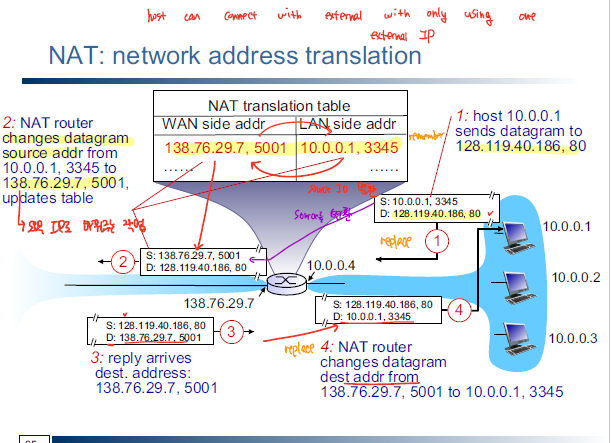 host can connect with external with only using one
external IP
NAT: network address translation
2: NAT router
changes datagram
source addr from
10.0.0.1, 3345 to
138.76.29.7, 5001,
updates table
NAT translation table
WAN side addr LAN side addr
138.76.29.7, 5001 10.0.0.1, 3345
…… ……
remember
1: host 10.0.0.1
sends datagram to
128.119.40.186, 80
S: 10.0.0.1, 3345
D: 128.119.40.186, 80
replace
1
10.0.0.1
2
S: 138.76.29.7, 5001
D: 128.119.40.186, 80
10.0.0.4
138.76.29.7
S: 128.119.40.186, 80
D: 10.0.0.1, 3345
4
10.0.0.2
S: 128.119.40.186, 80
D: 138.76.29.7, 5001
3
10.0.0.3
replace
3: reply arrives
dest. address:
138.76.29.7, 5001
4: NAT router
changes datagram
dest addr from
138.76.29.7, 5001 to 10.0.0.1, 3345